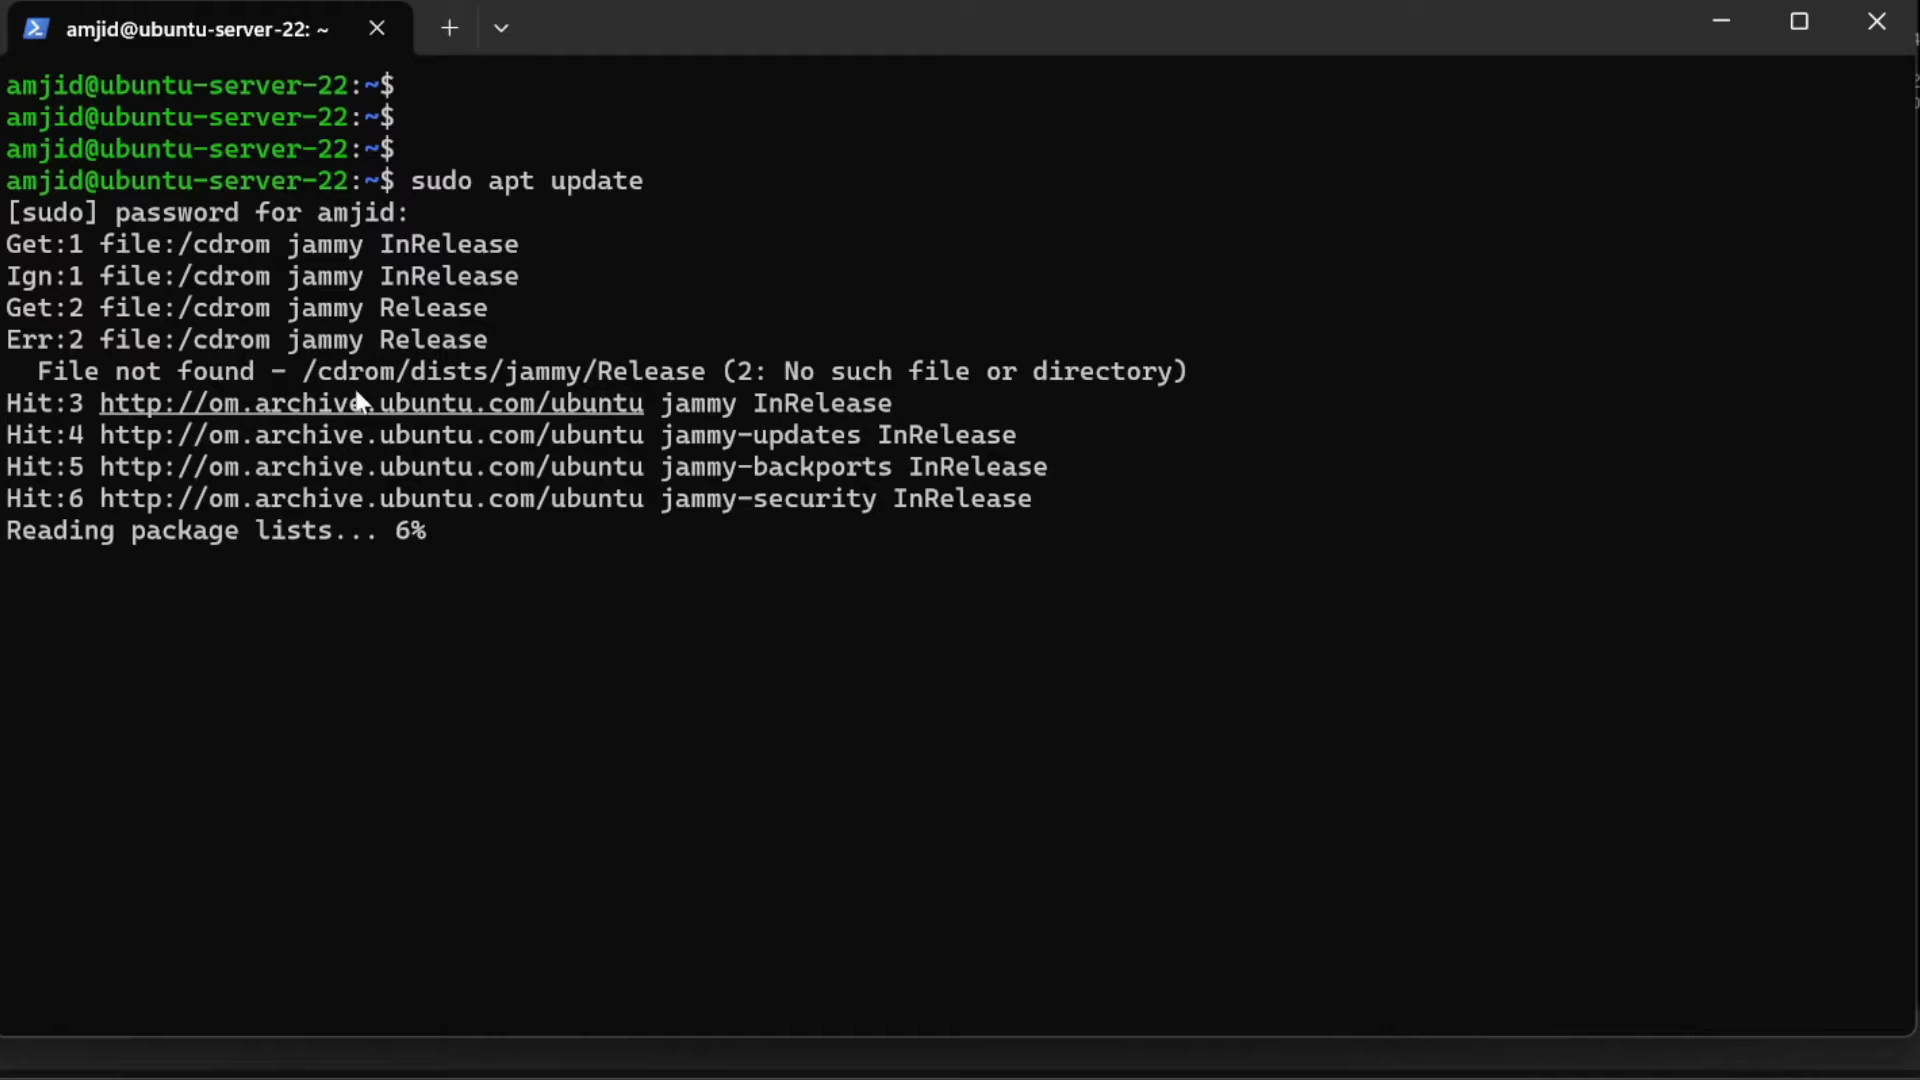 amjid@ubuntu-server-22: ~
amjid@ubuntu-server-22:~$
amjid@ubuntu-server-22:~$
amjid@ubuntu-server-22:~$
amjid@ubuntu-server-22:~$ sudo apt update
[sudo] password for amjid:
Get:1 file:/cdrom jammy InRelease
Ign:1 file:/cdrom jammy InRelease
Get:2 file:/cdrom jammy Release
Err:2 file:/cdrom jammy Release
  File not found - /cdrom/dists/jammy/Release (2: No such file or directory)
Hit:3 http://om.archive.ubuntu.com/ubuntu jammy InRelease
Hit:4 http://om.archive.ubuntu.com/ubuntu jammy-updates InRelease
Hit:5 http://om.archive.ubuntu.com/ubuntu jammy-backports InRelease
Hit:6 http://om.archive.ubuntu.com/ubuntu jammy-security InRelease
Reading package lists... 6%